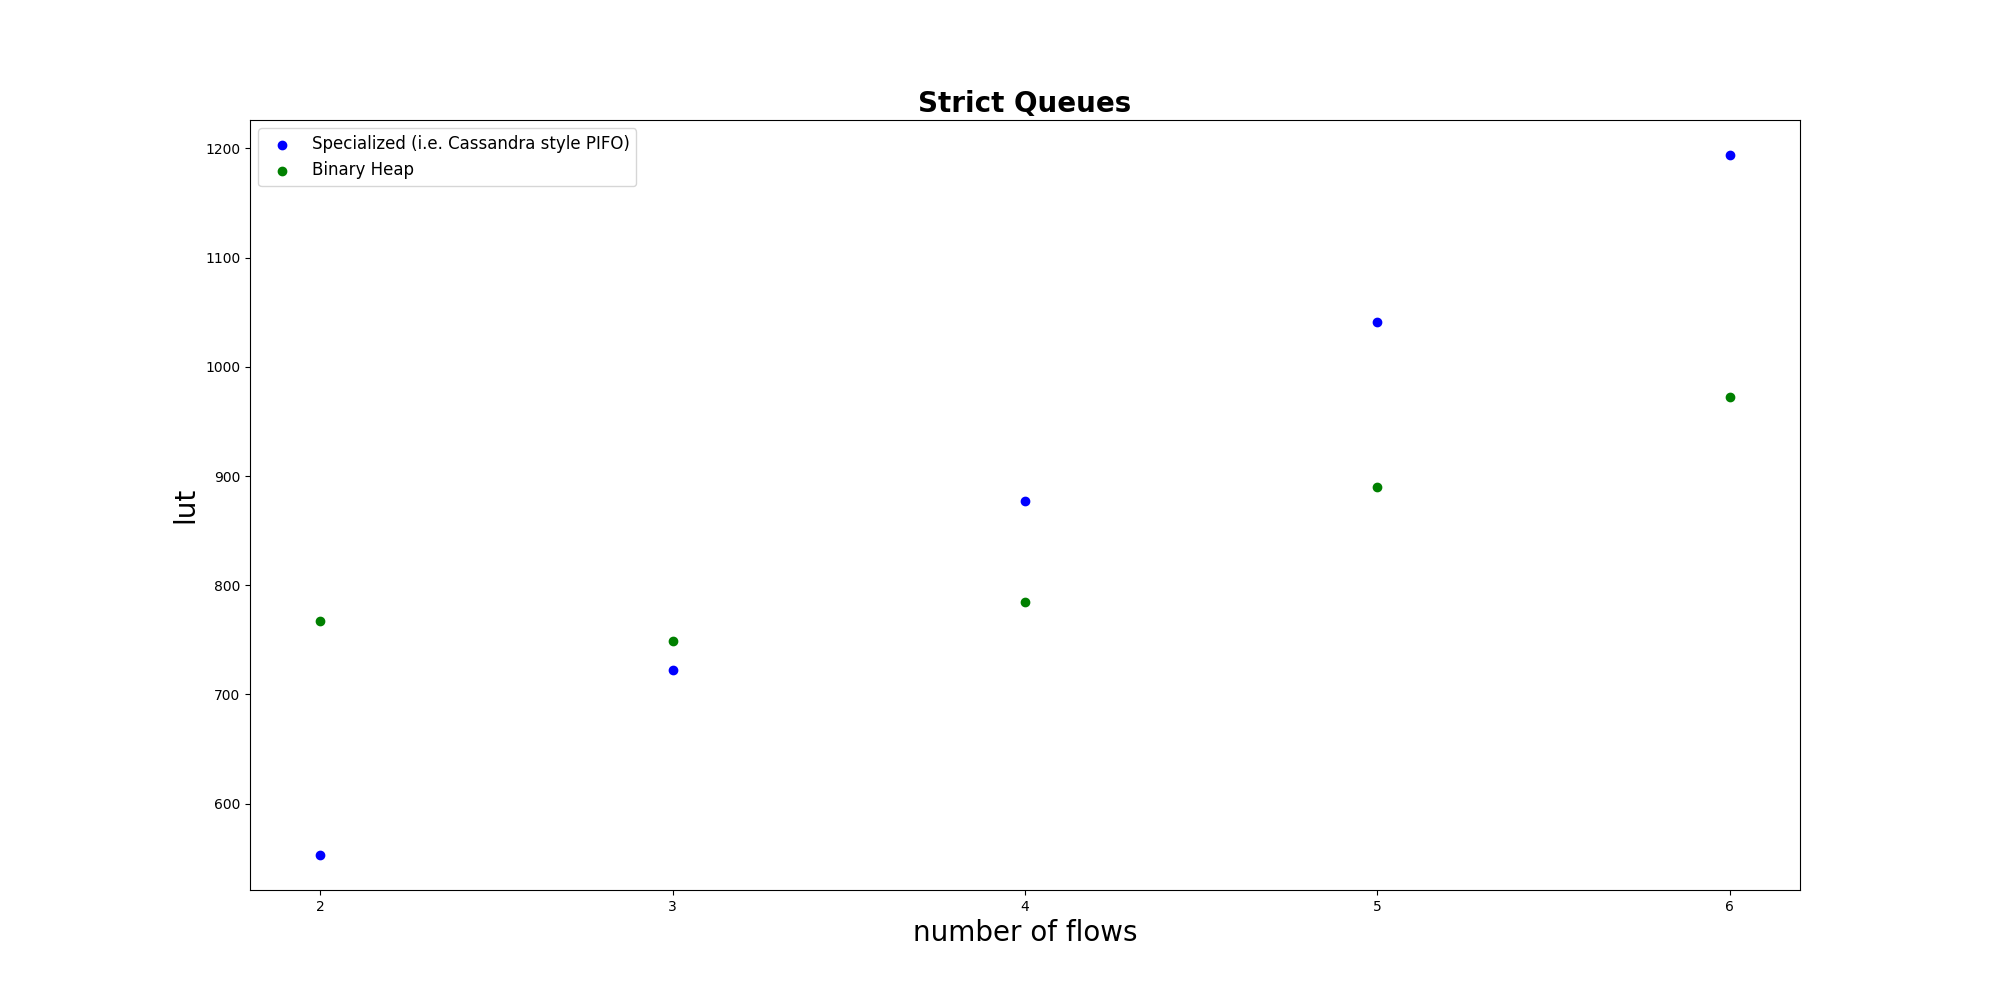 Strict Queues
Specialized (i.e. Cassandra style PIFO)
Binary Heap
1200
1100
1000
900
800
700
600
lut
2 3 4 5 6
number of flows